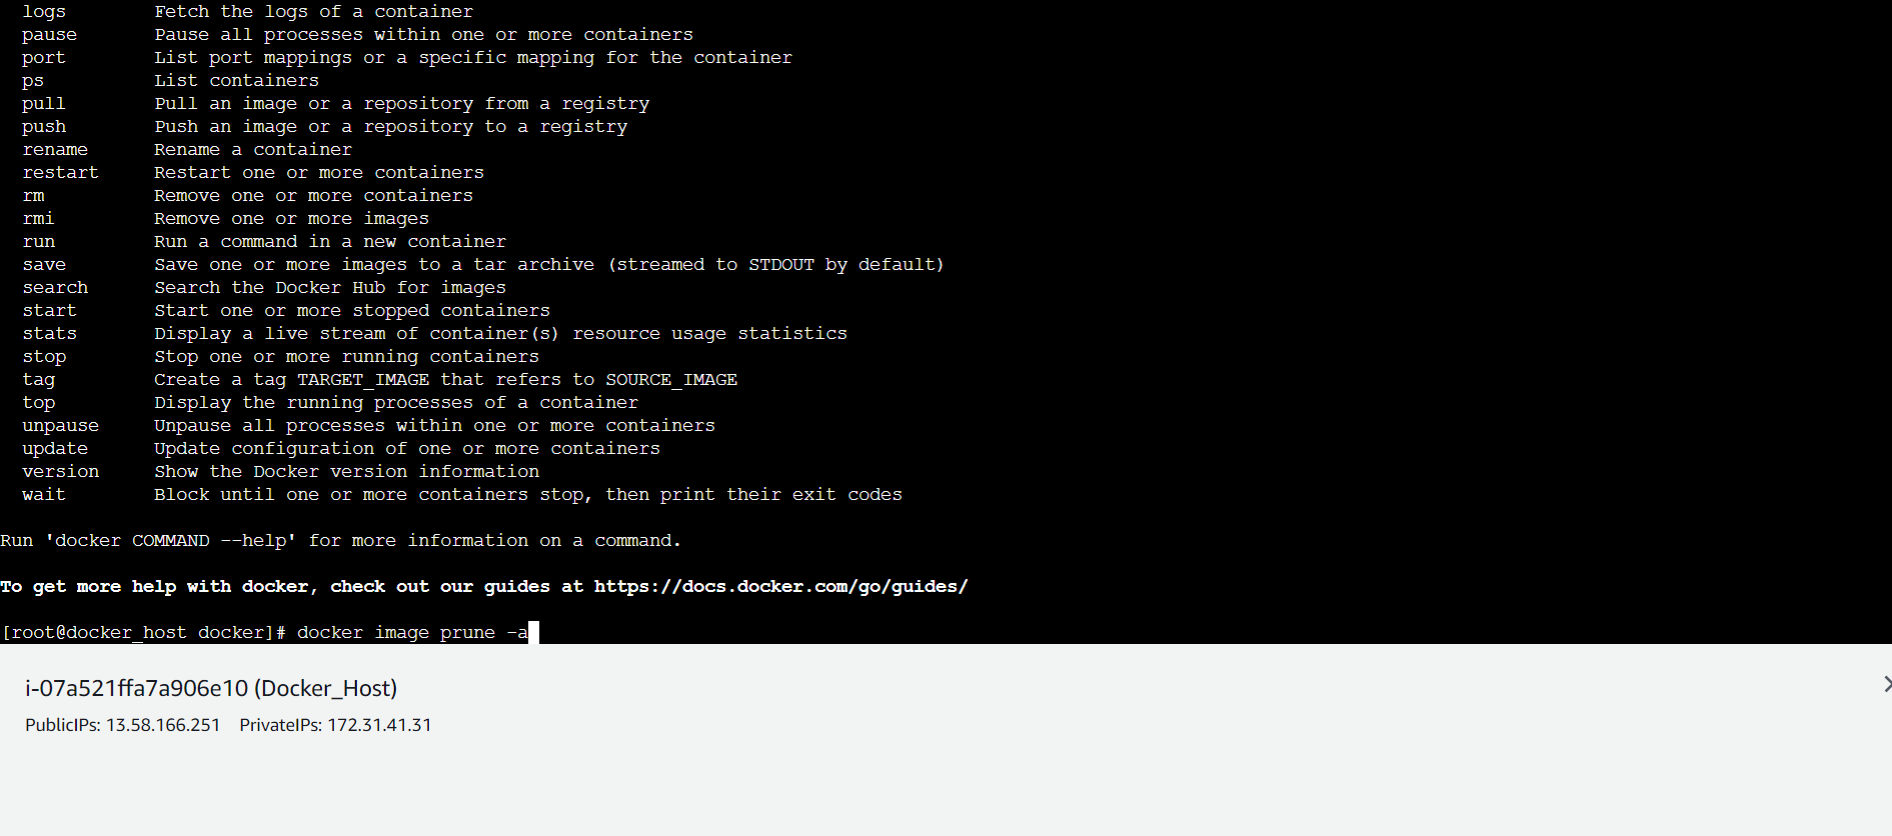 logs Fetch the logs of a container
pause Pause all processes within one or more containers
port List port mappings or a specific mapping for the container
ps List containers
pull Pull an image or a repository from a registry
push Push an image or a repository to a registry
rename Rename a container
restart Restart one or more containers
rm Remove one or more containers
rmi Remove one or more images
run Run a command in a new container
save Save one or more images to a tar archive (streamed to STDOUT by default)
search Search the Docker Hub for images
start Start one or more stopped containers
stats Display a live stream of container(s) resource usage statistics
stop Stop one or more running containers
tag Create a tag TARGET_IMAGE that refers to SOURCE_IMAGE
top Display the running processes of a container
unpause Unpause all processes within one or more containers
update Update configuration of one or more containers
version Show the Docker version information
wait Block until one or more containers stop, then print their exit codes
Run 'docker COMMAND --help' for more information on a command.
To get more help with docker, check out our guides at https://docs.docker.com/go/guides/
[root@docker_host docker]# docker image prune -a
i-07a521ffa7a906e10 (Docker_Host)
PublicIPs: 13.58.166.251 PrivateIPs: 172.31.41.31